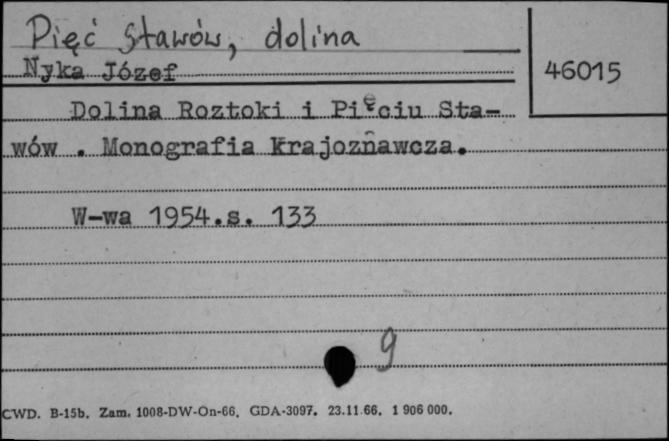 Pięć Stawów, dolina
Nyka Józef
46015
Dolina Roztoki i Pięciu Sta-
wów . Monografia Krajoznawcza.
W-wa 1954.s. 133
9
CWD. B-15b. Zam. 1008-DW-On-66. GDA-3097. 23.11.66. 1 906 000.